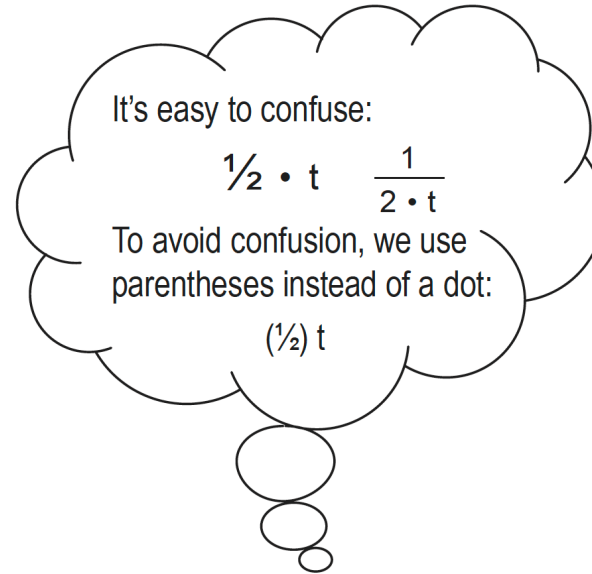 It's easy to confuse:
½ • t    1/(2 • t)
To avoid confusion, we use
parentheses instead of a dot:
(½) t